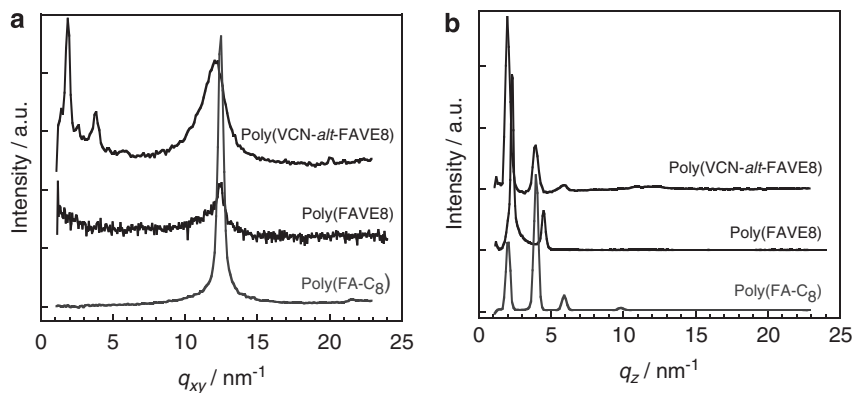 a
Intensity / a.u.
Poly(VCN-alt-FAVE8)
Poly(FAVE8)
Poly(FA-C8)
0 5 10 15 20 25
qxy / nm-1
b
Intensity / a.u.
Poly(VCN-alt-FAVE8)
Poly(FAVE8)
Poly(FA-C8)
0 5 10 15 20 25
qz / nm-1